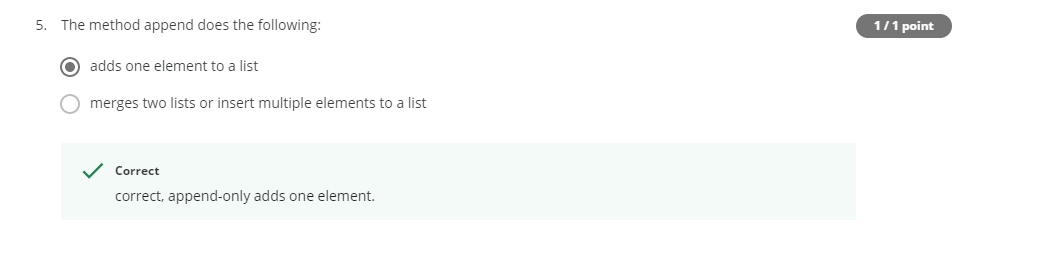 5. The method append does the following:
1 / 1 point
adds one element to a list
merges two lists or insert multiple elements to a list
Correct
correct, append-only adds one element.